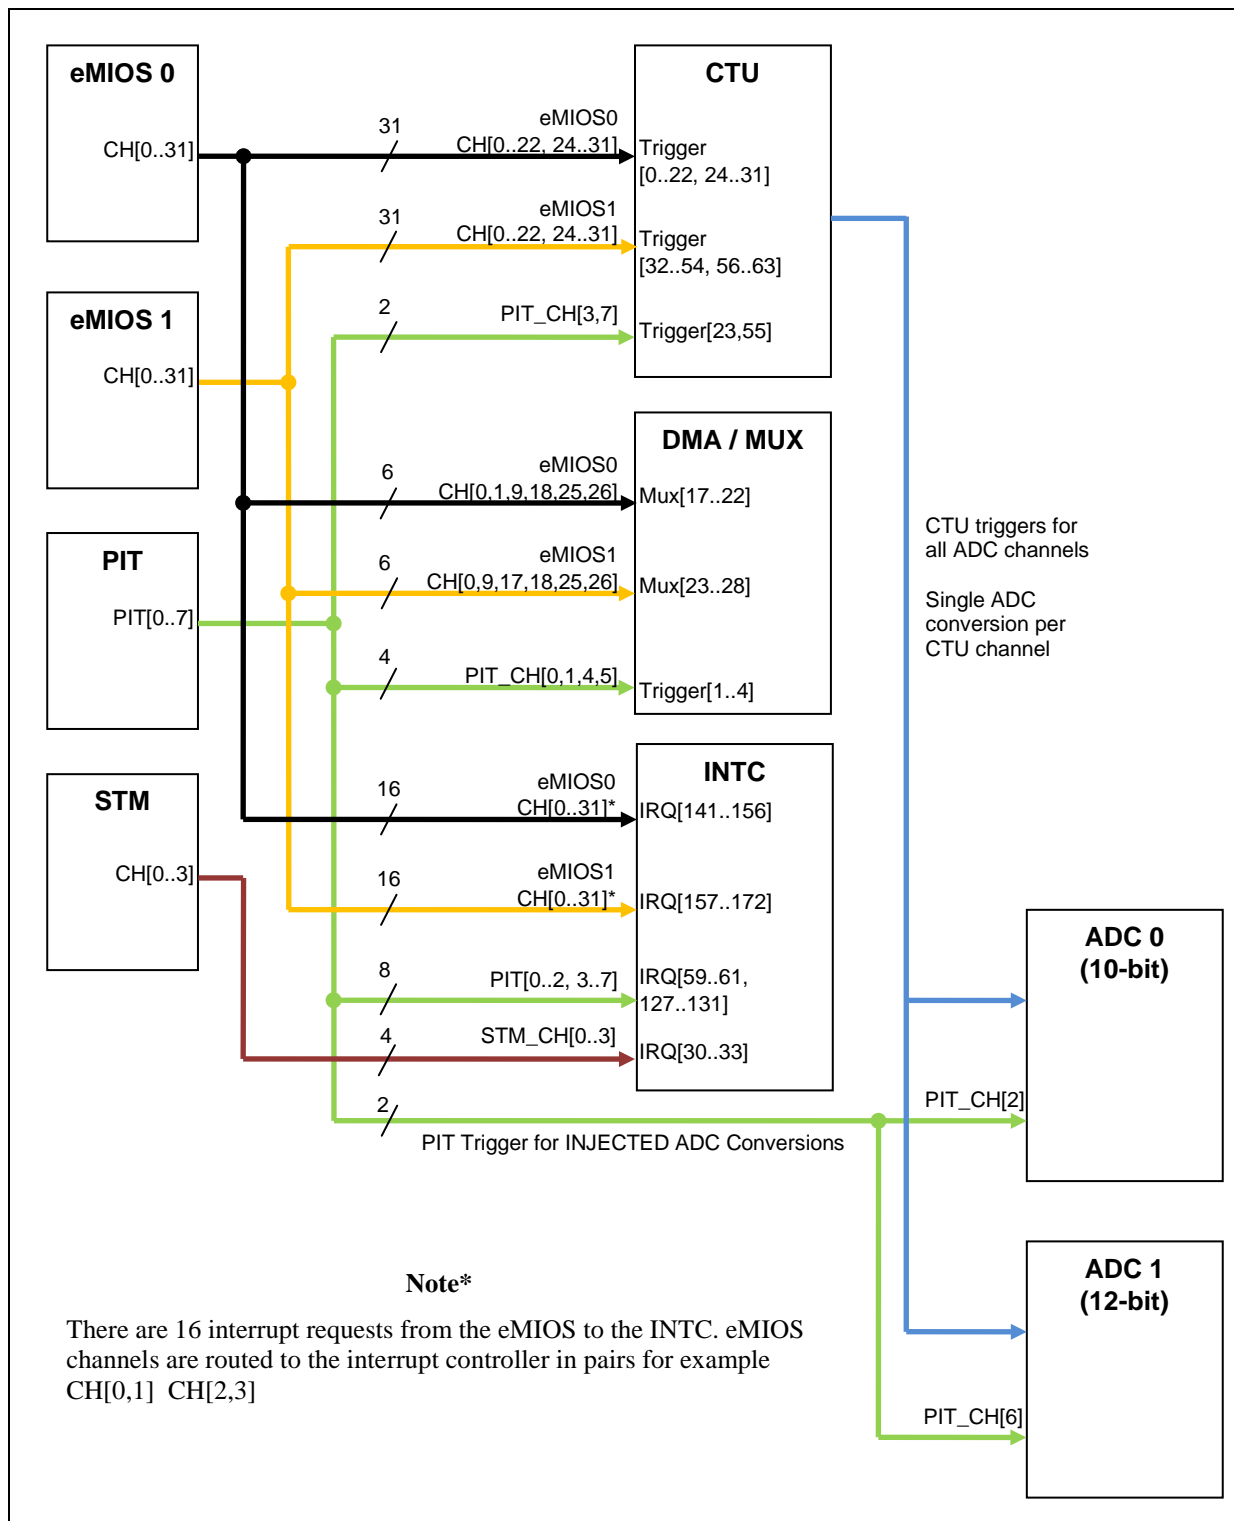 eMIOS 0
CH[0..31]
eMIOS 1
CH[0..31]
PIT
PIT[0..7]
STM
CH[0..3]
31
eMIOS0
CH[0..22, 24..31]
31
eMIOS1
CH[0..22, 24..31]
2
PIT_CH[3,7]
CTU
Trigger
[0..22, 24..31]
Trigger
[32..54, 56..63]
Trigger[23,55]
6
eMIOS0
CH[0,1,9,18,25,26]
6
eMIOS1
CH[0,9,17,18,25,26]
4
PIT_CH[0,1,4,5]
DMA / MUX
Mux[17..22]
Mux[23..28]
Trigger[1..4]
16
eMIOS0
CH[0..31]*
16
eMIOS1
CH[0..31]*
8
PIT[0..2, 3..7]
4
STM_CH[0..3]
INTC
IRQ[141..156]
IRQ[157..172]
IRQ[59..61,
127..131]
IRQ[30..33]
2
PIT Trigger for INJECTED ADC Conversions
CTU triggers for
all ADC channels
Single ADC
conversion per
CTU channel
ADC 0
(10-bit)
PIT_CH[2]
ADC 1
(12-bit)
PIT_CH[6]
Note*
There are 16 interrupt requests from the eMIOS to the INTC. eMIOS
channels are routed to the interrupt controller in pairs for example
CH[0,1]  CH[2,3]